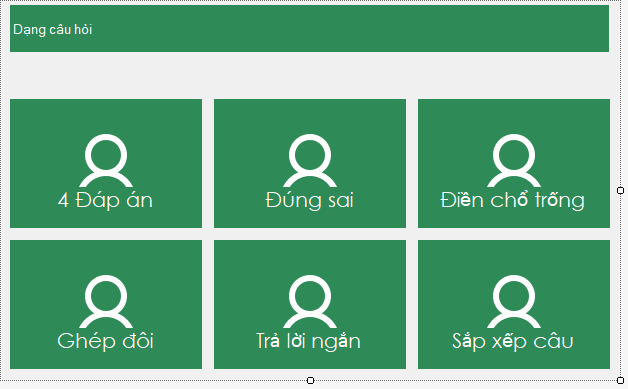 Dạng câu hỏi
4 Đáp án
Đúng sai
Điền chổ trống
Ghép đôi
Trả lời ngắn
Sắp xếp câu